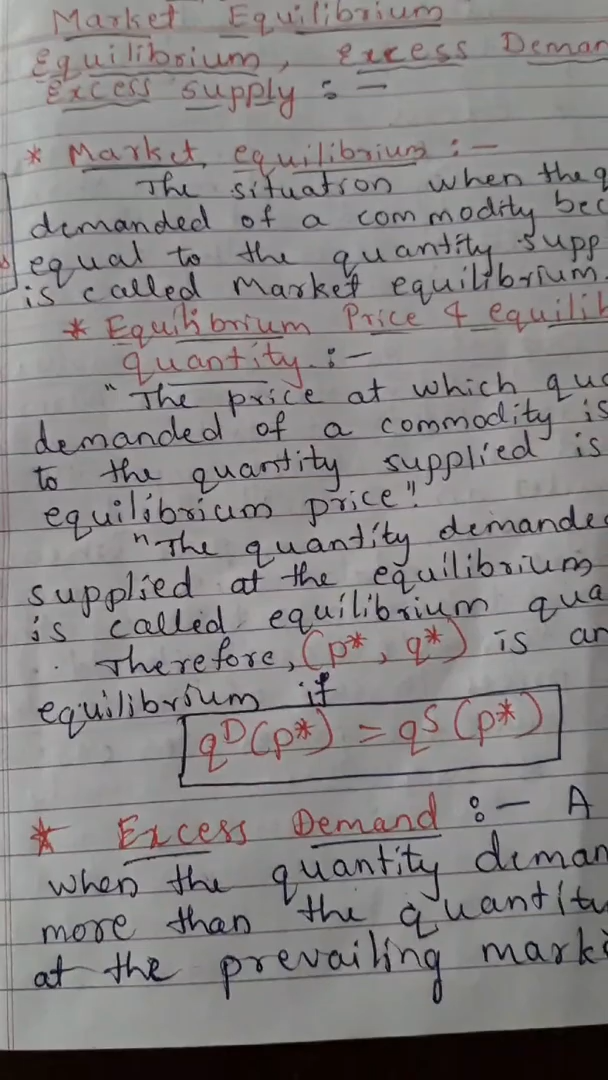 Market Equilibrium
Equilibrium, excess Deman
excess supply :-
* Market equilibrium :-
The situation when the q
demanded of a commodity bec
equal to the quantity supp
is called Market equilibrium.
* Equilibrium Price & equilib
quantity :-
"The price at which qua
demanded of a commodity is
to the quantity supplied is
equilibrium price"!
"The quantity demande
supplied at the equilibrium
is called equilibrium qua
Therefore, (p*, q*) is an
equilibrium if
qD(p*) = qS(p*)
* Excess Demand :- A
when the quantity deman
more than the quantity
at the prevailing mark